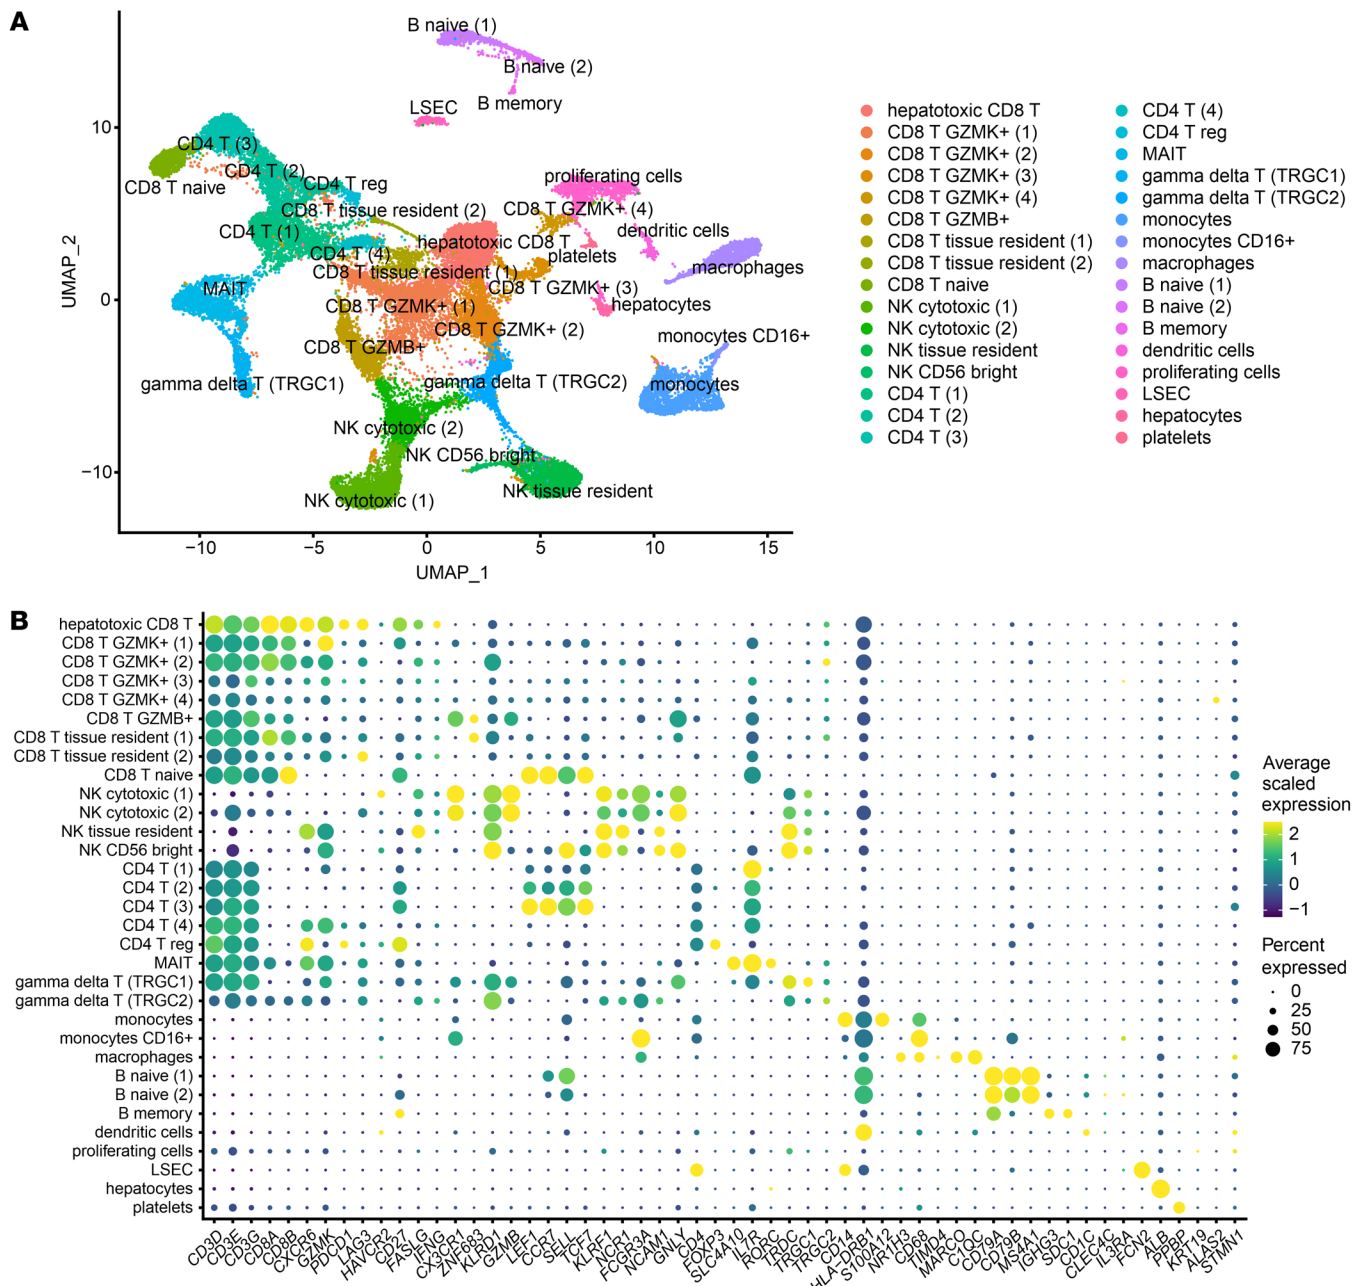 A
B naive (1)
B naive (2)
B memory
LSEC
CD4 T (3)
CD4 T (2)
CD8 T naive
CD4 T reg
proliferating cells
CD8 T tissue resident (2)
CD8 T GZMK+ (4)
CD4 T (1)
dendritic cells
hepatotoxic CD8 T
CD4 T (4)
platelets
macrophages
CD8 T tissue resident (1)
MAIT
CD8 T GZMK+ (3)
CD8 T GZMK+ (1)
hepatocytes
CD8 T GZMK+ (2)
monocytes CD16+
CD8 T GZMB+
gamma delta T (TRGC1)
gamma delta T (TRGC2)
monocytes
NK cytotoxic (2)
NK CD56 bright
NK tissue resident
NK cytotoxic (1)
10
0
−10
UMAP_2
−10 −5 0 5 10 15
UMAP_1
hepatotoxic CD8 T
CD8 T GZMK+ (1)
CD8 T GZMK+ (2)
CD8 T GZMK+ (3)
CD8 T GZMK+ (4)
CD8 T GZMB+
CD8 T tissue resident (1)
CD8 T tissue resident (2)
CD8 T naive
NK cytotoxic (1)
NK cytotoxic (2)
NK tissue resident
NK CD56 bright
CD4 T (1)
CD4 T (2)
CD4 T (3)
CD4 T (4)
CD4 T reg
MAIT
gamma delta T (TRGC1)
gamma delta T (TRGC2)
monocytes
monocytes CD16+
macrophages
B naive (1)
B naive (2)
B memory
dendritic cells
proliferating cells
LSEC
hepatocytes
platelets
B
hepatotoxic CD8 T
CD8 T GZMK+ (1)
CD8 T GZMK+ (2)
CD8 T GZMK+ (3)
CD8 T GZMK+ (4)
CD8 T GZMB+
CD8 T tissue resident (1)
CD8 T tissue resident (2)
CD8 T naive
NK cytotoxic (1)
NK cytotoxic (2)
NK tissue resident
NK CD56 bright
CD4 T (1)
CD4 T (2)
CD4 T (3)
CD4 T (4)
CD4 T reg
MAIT
gamma delta T (TRGC1)
gamma delta T (TRGC2)
monocytes
monocytes CD16+
macrophages
B naive (1)
B naive (2)
B memory
dendritic cells
proliferating cells
LSEC
hepatocytes
platelets
CD3D
CD3E
CD3G
CD8A
CD8B
CXCR6
GZMK
PDCD1
LAG3
HAVCR2
CD27
FASLG
IFNG
CX3CR1
ZNF683
KLRD1
GZMB
LEF1
CCR7
SELL
TCF7
KLRF1
NCR1
FCGR3A
NCAM1
GNLY
CD4
FOXP3
SLC4A10
IL7R
RORC
TRDC
TRGC1
TRGC2
CD14
HLA-DRB1
S100A12
NR1H3
CD68
TIMD4
MARCO
C1QC
CD79A
CD79B
MS4A1
IGHG3
SDC1
CD1C
CLEC4C
IL3RA
FCN2
ALB
PPBP
KRT19
ALAS2
STMN1
Average
scaled
expression
2
1
0
−1
Percent
expressed
0
25
50
75